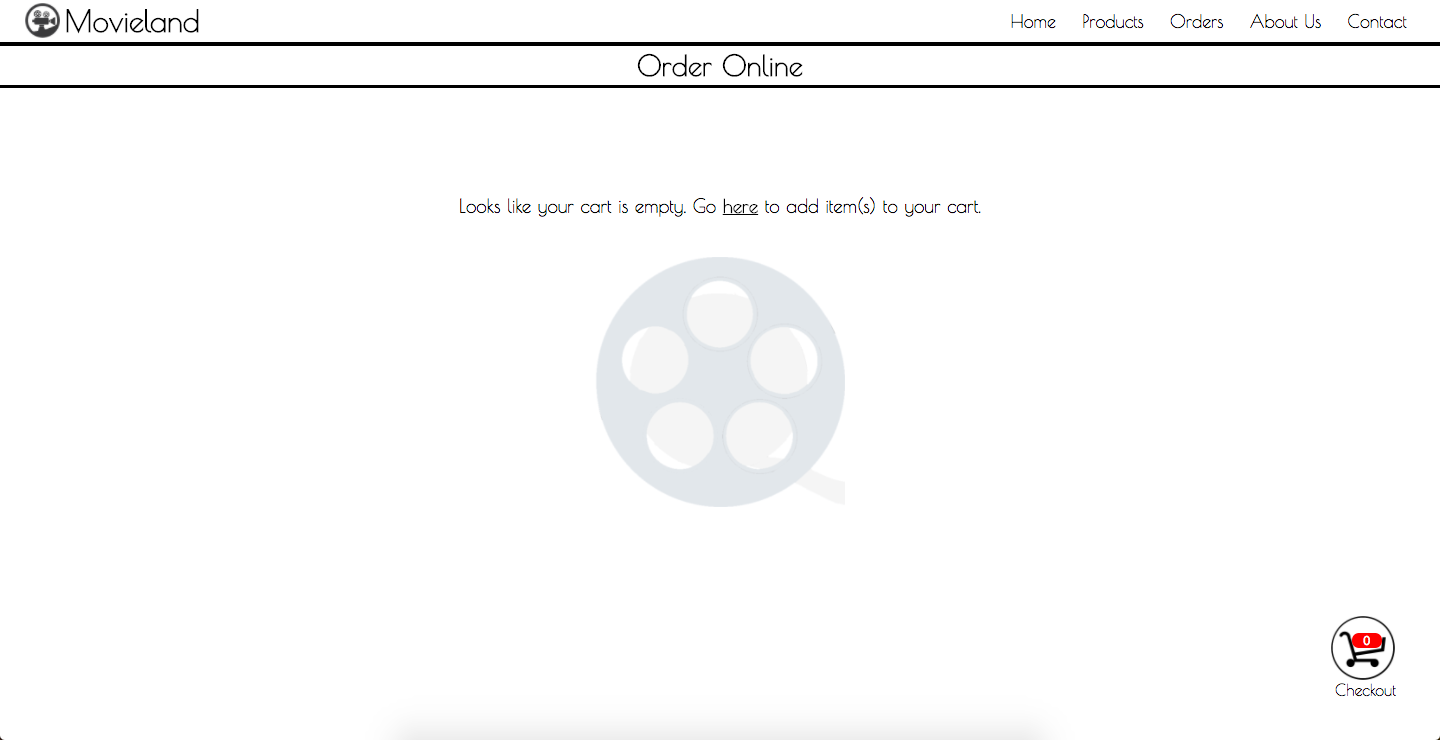 Movieland
Home Products Orders About Us Contact
Order Online
Looks like your cart is empty. Go here to add item(s) to your cart.
0
Checkout